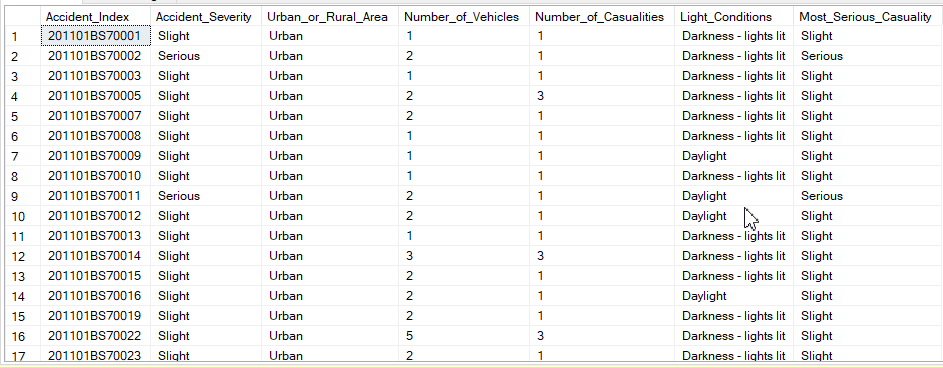 Accident_Index Accident_Severity Urban_or_Rural_Area Number_of_Vehicles Number_of_Casualities Light_Conditions Most_Serious_Casuality
1 201101BS70001 Slight Urban 1 1 Darkness - lights lit Slight
2 201101BS70002 Serious Urban 2 1 Darkness - lights lit Serious
3 201101BS70003 Slight Urban 1 1 Darkness - lights lit Slight
4 201101BS70005 Slight Urban 2 3 Darkness - lights lit Slight
5 201101BS70007 Slight Urban 2 1 Darkness - lights lit Slight
6 201101BS70008 Slight Urban 1 1 Darkness - lights lit Slight
7 201101BS70009 Slight Urban 1 1 Daylight Slight
8 201101BS70010 Slight Urban 1 1 Darkness - lights lit Slight
9 201101BS70011 Serious Urban 2 1 Daylight Serious
10 201101BS70012 Slight Urban 2 1 Daylight Slight
11 201101BS70013 Slight Urban 1 1 Darkness - lights lit Slight
12 201101BS70014 Slight Urban 3 3 Darkness - lights lit Slight
13 201101BS70015 Slight Urban 2 1 Darkness - lights lit Slight
14 201101BS70016 Slight Urban 2 1 Daylight Slight
15 201101BS70019 Slight Urban 2 1 Darkness - lights lit Slight
16 201101BS70022 Slight Urban 5 3 Darkness - lights lit Slight
17 201101BS70023 Slight Urban 2 1 Darkness - lights lit Slight